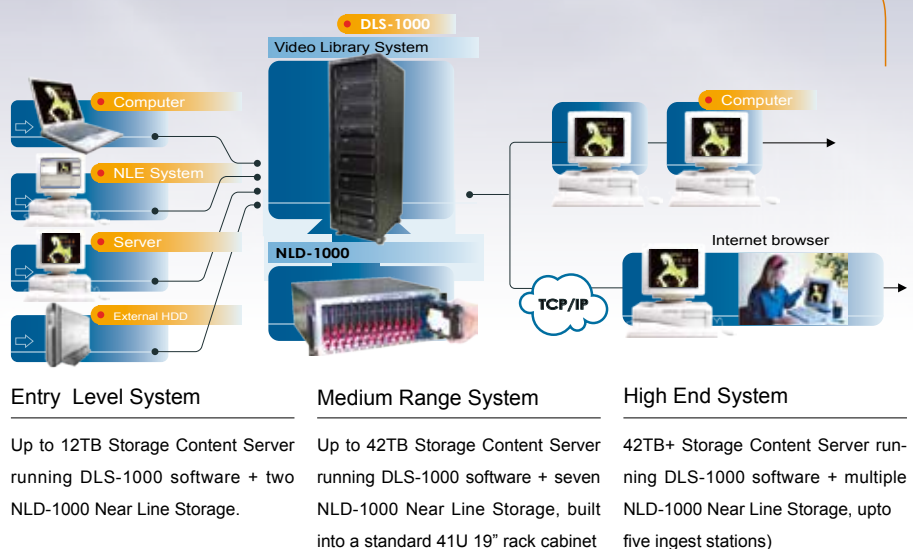 DLS-1000
Video Library System
Computer
NLE System
Server
External HDD
NLD-1000
Computer
Internet browser
TCP/IP
Entry Level System
Up to 12TB Storage Content Server
running DLS-1000 software + two
NLD-1000 Near Line Storage.
Medium Range System
Up to 42TB Storage Content Server
running DLS-1000 software + seven
NLD-1000 Near Line Storage, built
into a standard 41U 19” rack cabinet
High End System
42TB+ Storage Content Server run-
ning DLS-1000 software + multiple
NLD-1000 Near Line Storage, upto
five ingest stations)